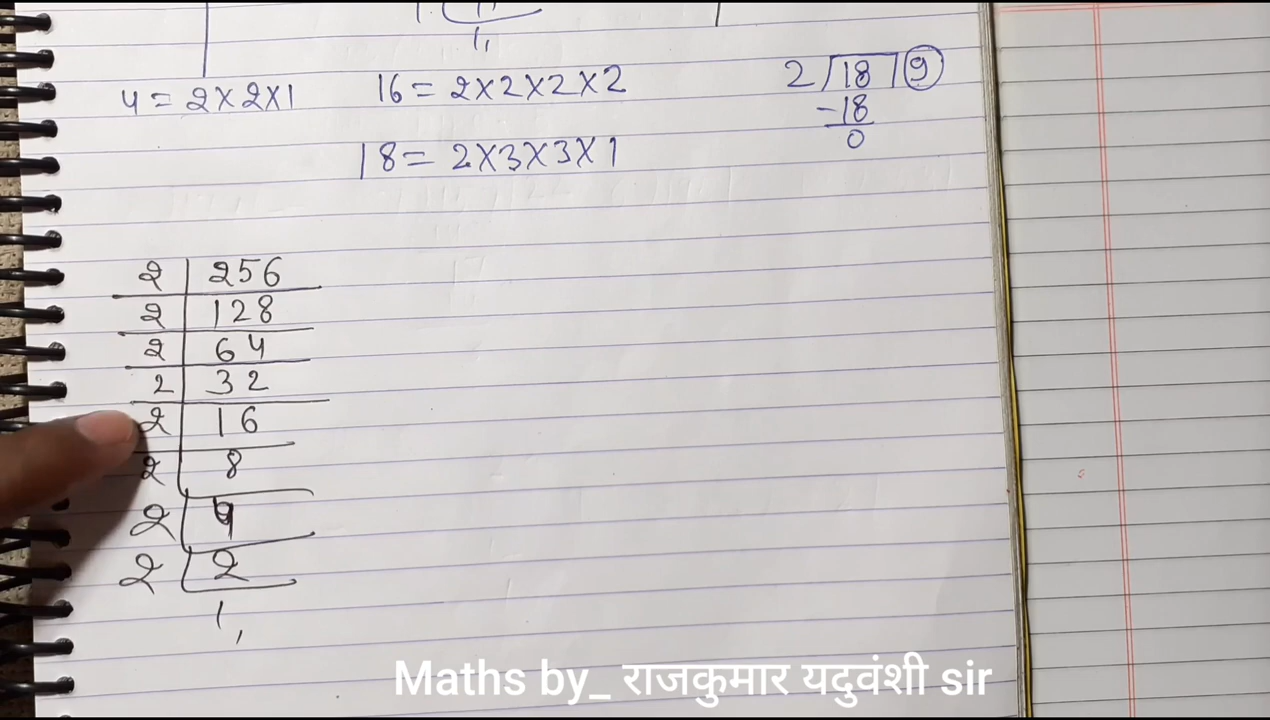 1,
4 = 2×2×1
16 = 2×2×2×2
2 18 9
-18
0
18 = 2×3×3×1
2 256
2 128
2 64
2 32
2 16
2 8
2 4
2 2
1,
Maths by_ राजकुमार यदुवंशी sir